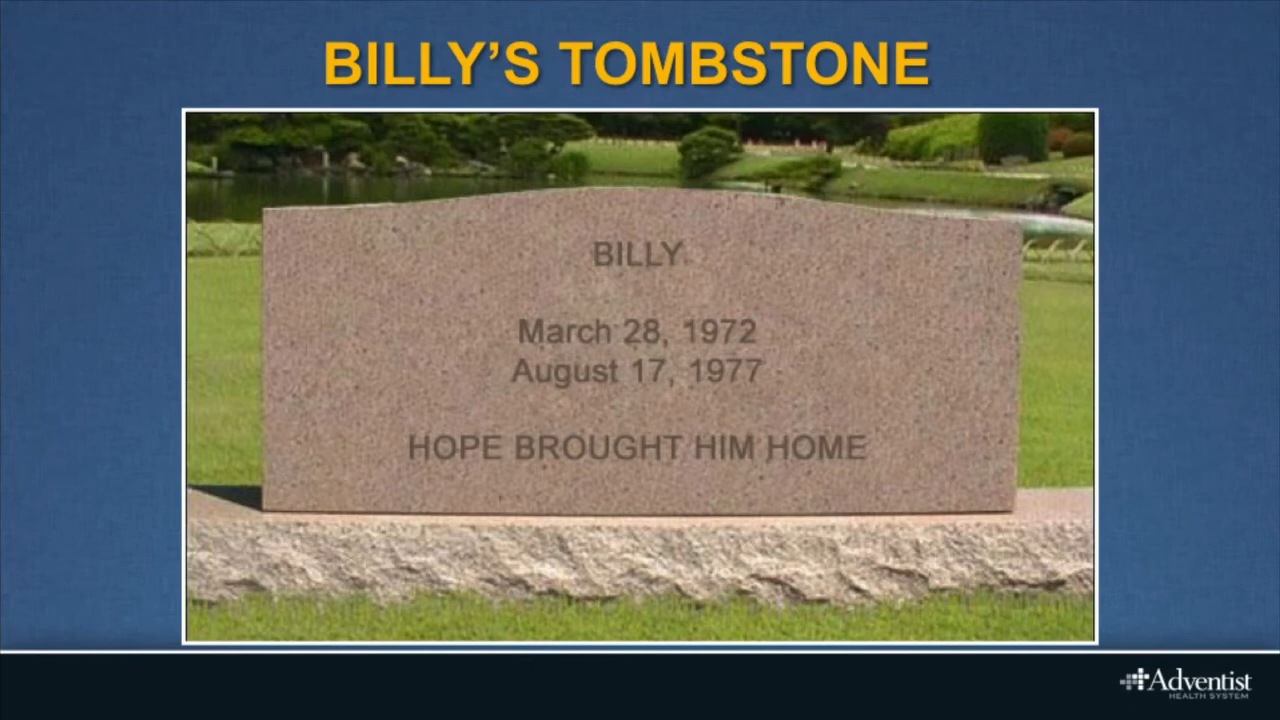 BILLY’S TOMBSTONE
BILLY
March 28, 1972
August 17, 1977
HOPE BROUGHT HIM HOME
Adventist
HEALTH SYSTEM